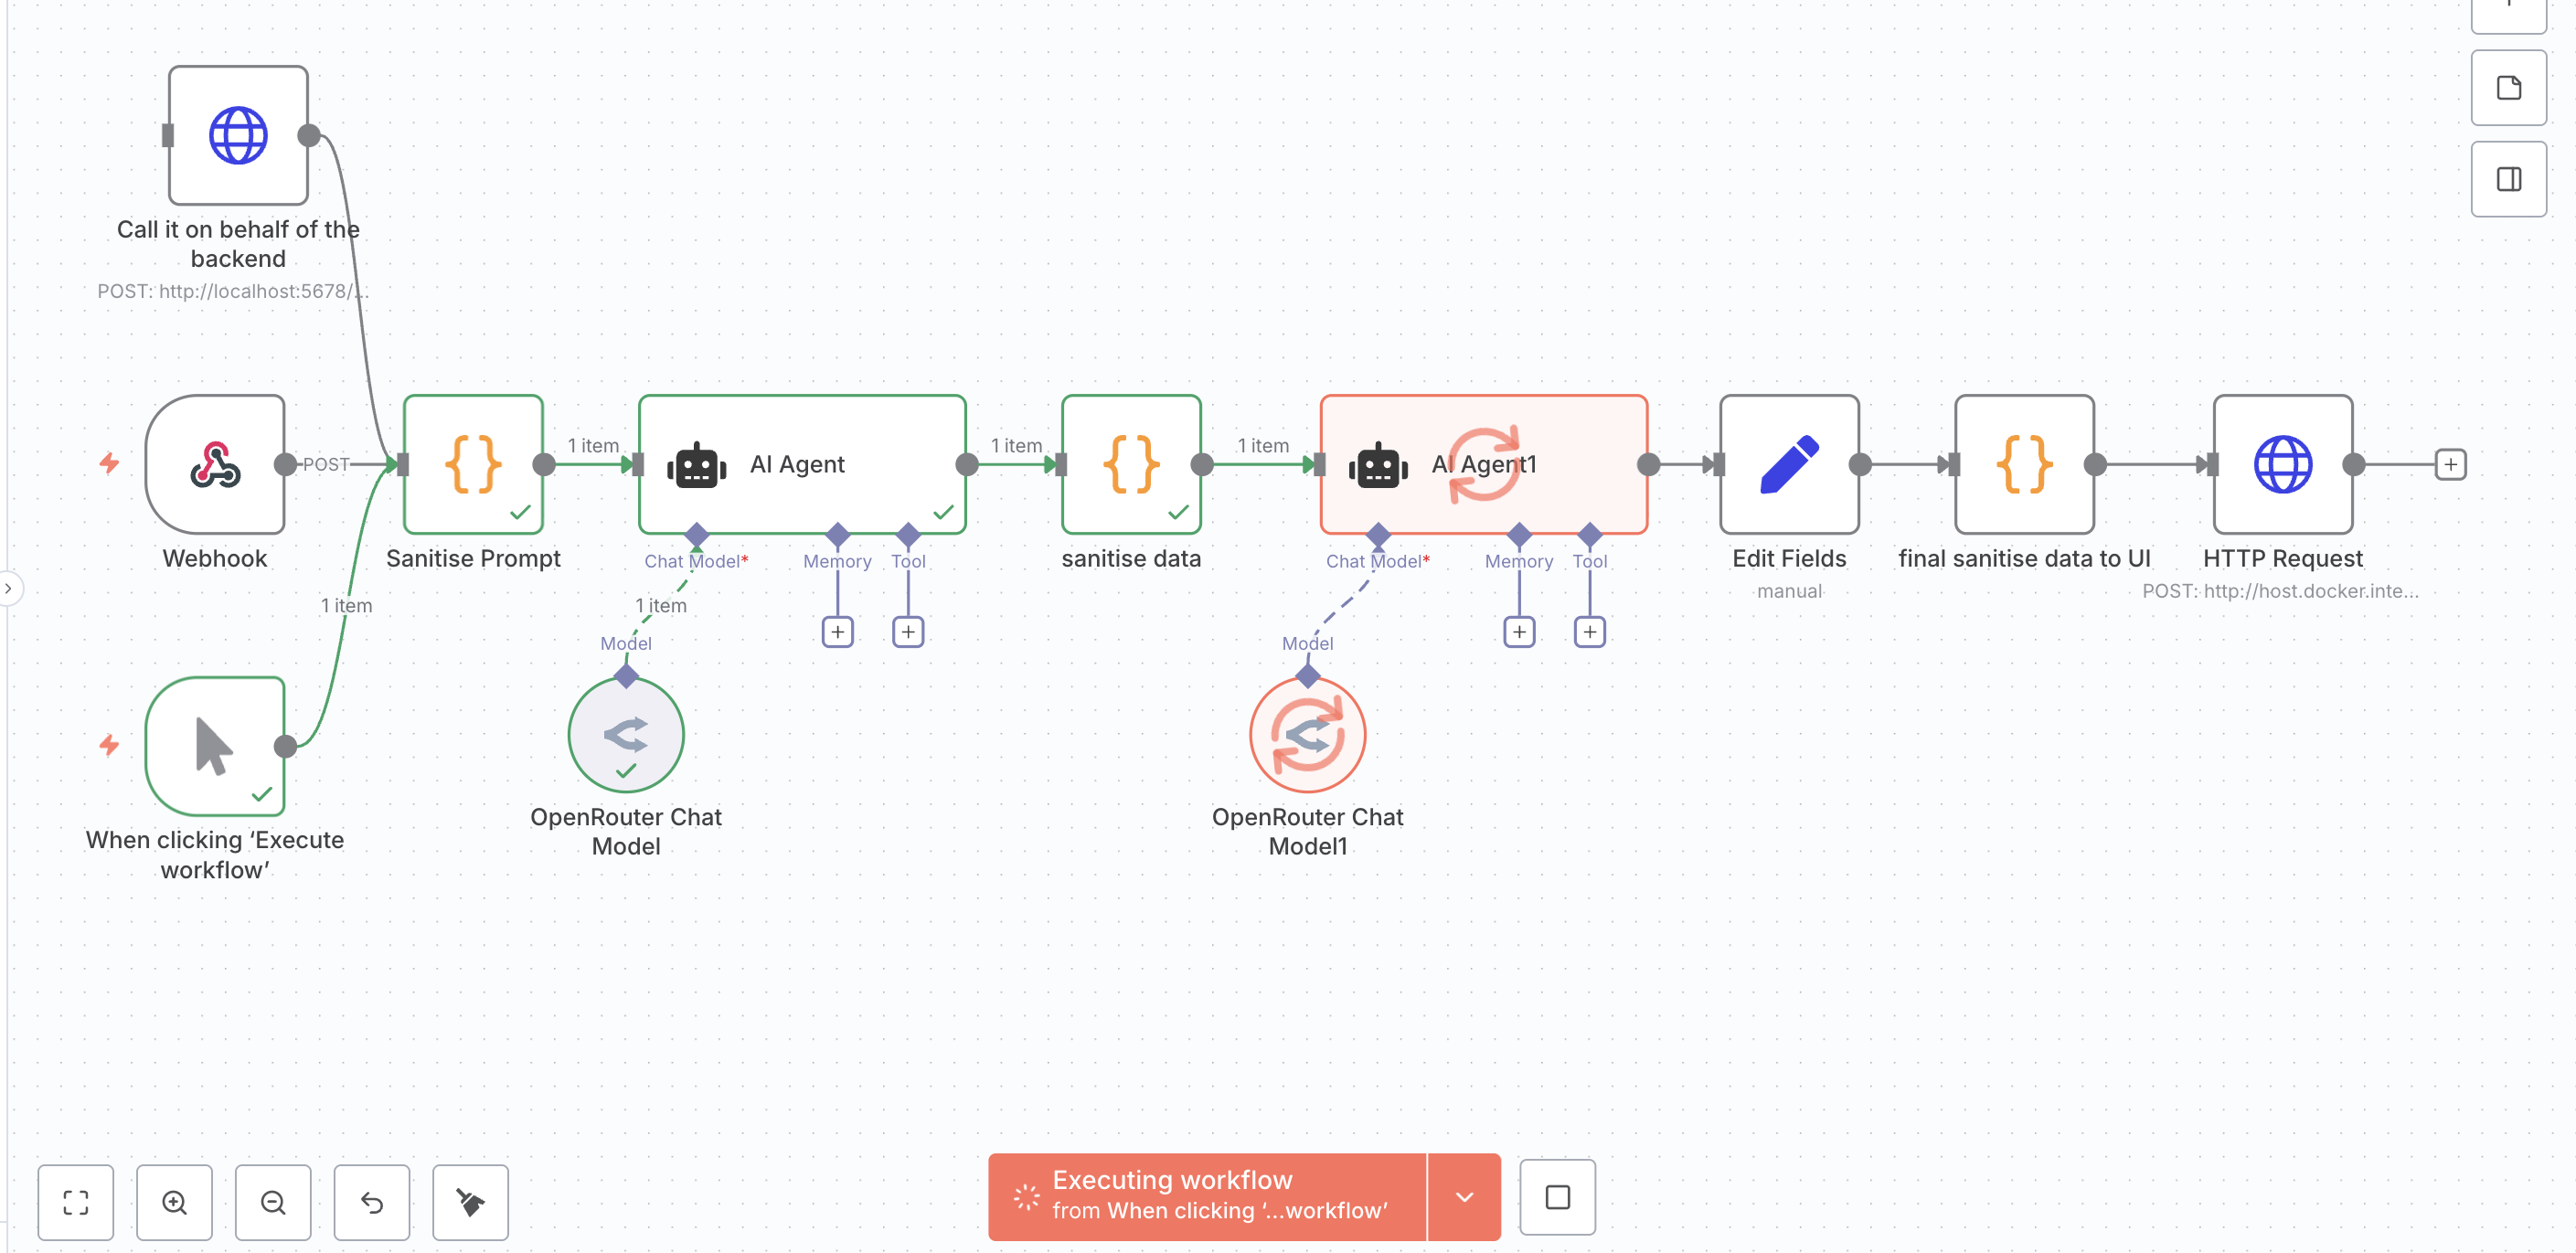 Call it on behalf of the
backend
POST: http://localhost:5678/...
POST
Webhook
Sanitise Prompt
1 item
AI Agent
Chat Model*
Memory
Tool
1 item
sanitise data
1 item
AI Agent1
Chat Model*
Memory
Tool
Edit Fields
manual
final sanitise data to UI
HTTP Request
POST: http://host.docker.inte...
1 item
1 item
Model
Model
When clicking ‘Execute
workflow’
OpenRouter Chat
Model
OpenRouter Chat
Model1
Executing workflow
from When clicking ‘...workflow’